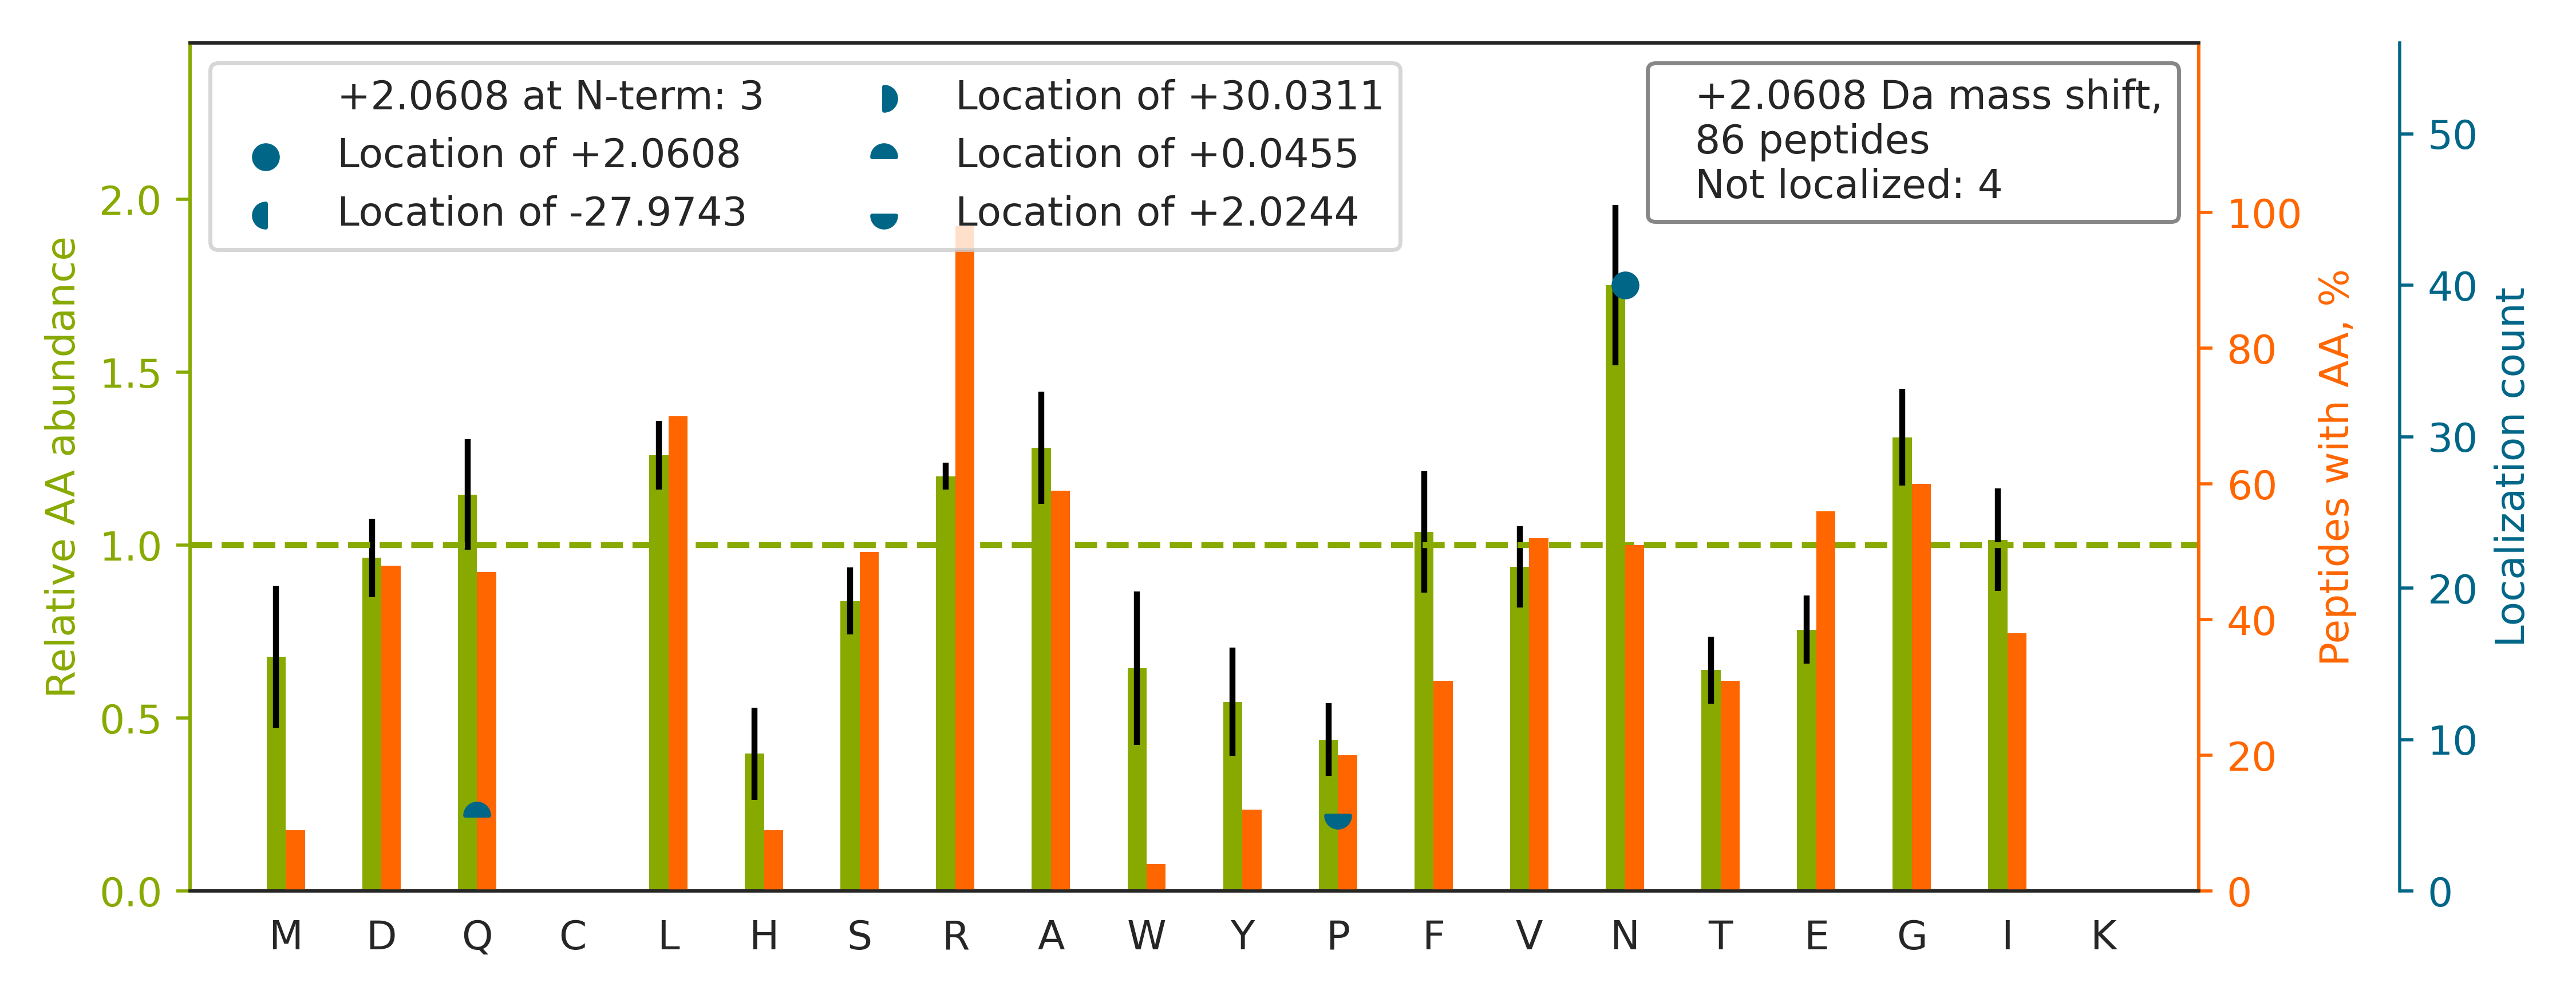 +2.0608 at N-term: 3
Location of +2.0608
Location of -27.9743
Location of +30.0311
Location of +0.0455
Location of +2.0244
+2.0608 Da mass shift,
86 peptides
Not localized: 4
Relative AA abundance
2.0
1.5
1.0
0.5
0.0
M D Q C L H S R A W Y P F V N T E G I K
100
80
60
40
20
0
Peptides with AA, %
50
40
30
20
10
0
Localization count